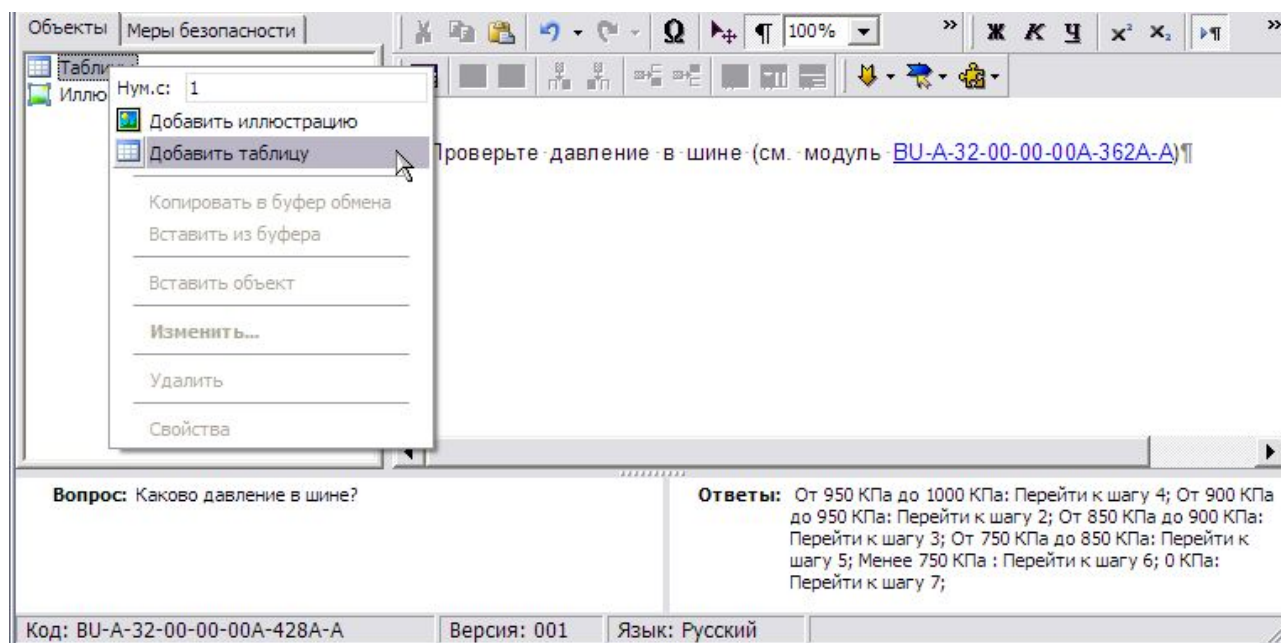 Объекты Меры безопасности
Ω ¶ 100% » Ж К Ч x² x₂ ¶ »
Иллю
Нум.с: 1
Добавить иллюстрацию
Добавить таблицу
Копировать в буфер обмена
Вставить из буфера
Вставить объект
Изменить...
Удалить
Свойства
Проверьте давление в шине (см. модуль BU-A-32-00-00-00A-362A-A)¶
Вопрос: Каково давление в шине?
Ответы: От 950 КПа до 1000 КПа: Перейти к шагу 4; От 900 КПа
до 950 КПа: Перейти к шагу 2; От 850 КПа до 900 КПа:
Перейти к шагу 3; От 750 КПа до 850 КПа: Перейти к
шагу 5; Менее 750 КПа : Перейти к шагу 6; 0 КПа:
Перейти к шагу 7;
Код: BU-A-32-00-00-00A-428A-A Версия: 001 Язык: Русский